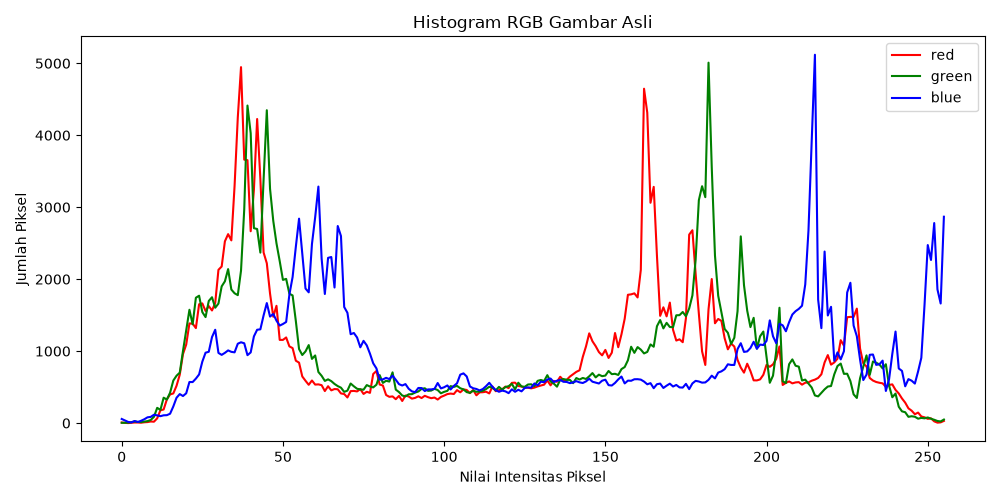 Histogram RGB Gambar Asli
red
green
blue
Jumlah Piksel
5000
4000
3000
2000
1000
0
0 50 100 150 200 250
Nilai Intensitas Piksel